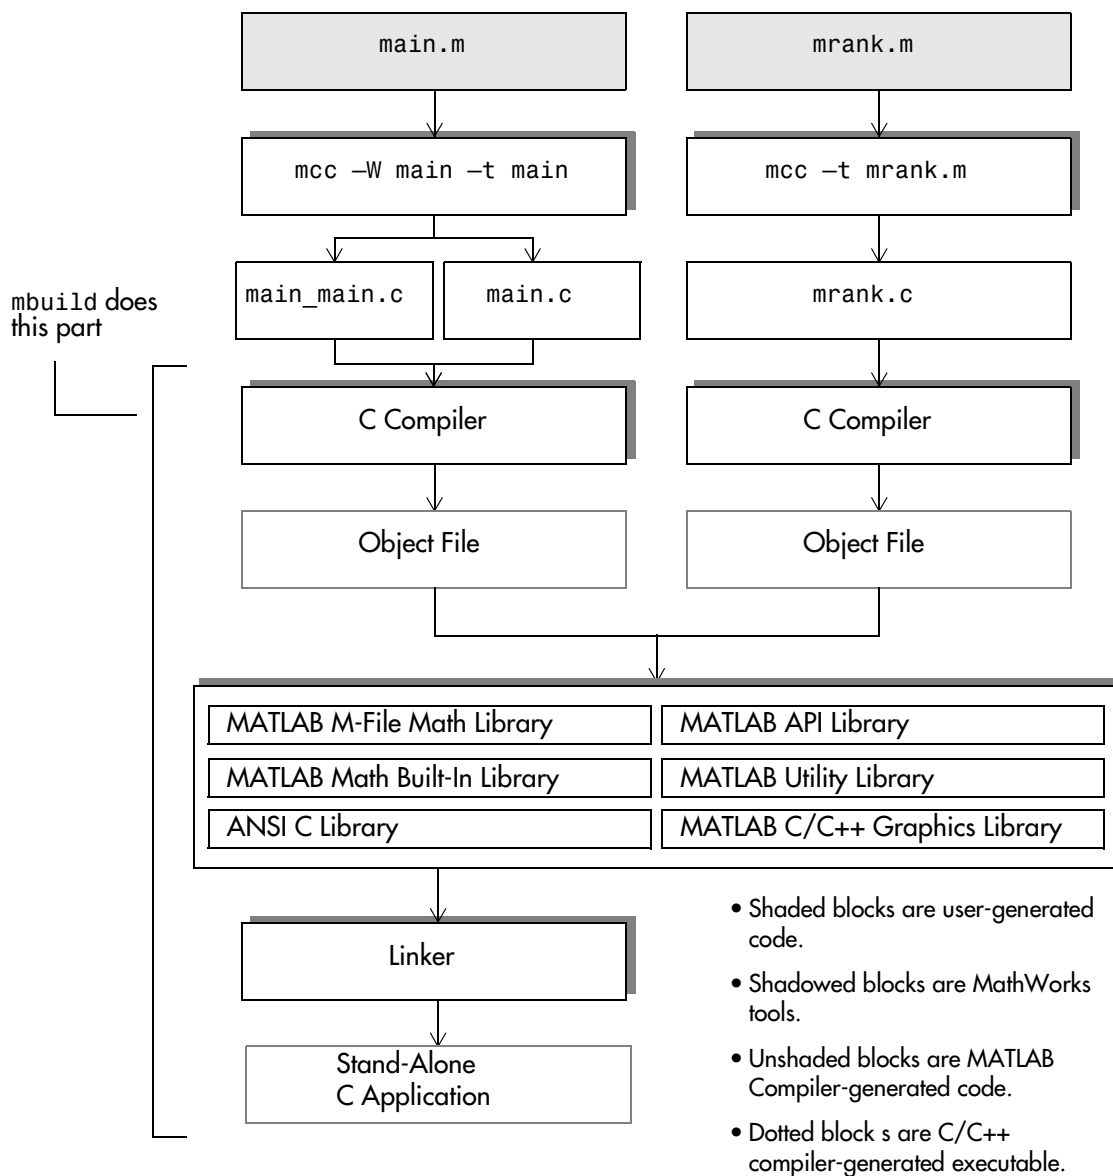 main.m
mrank.m
mcc –W main –t main
mcc –t mrank.m
main_main.c
main.c
mrank.c
mbuild does
this part
C Compiler
C Compiler
Object File
Object File
MATLAB M-File Math Library
MATLAB API Library
MATLAB Math Built-In Library
MATLAB Utility Library
ANSI C Library
MATLAB C/C++ Graphics Library
Linker
Stand-Alone
C Application
• Shaded blocks are user-generated
code.
• Shadowed blocks are MathWorks
tools.
• Unshaded blocks are MATLAB
Compiler-generated code.
• Dotted block s are C/C++
compiler-generated executable.